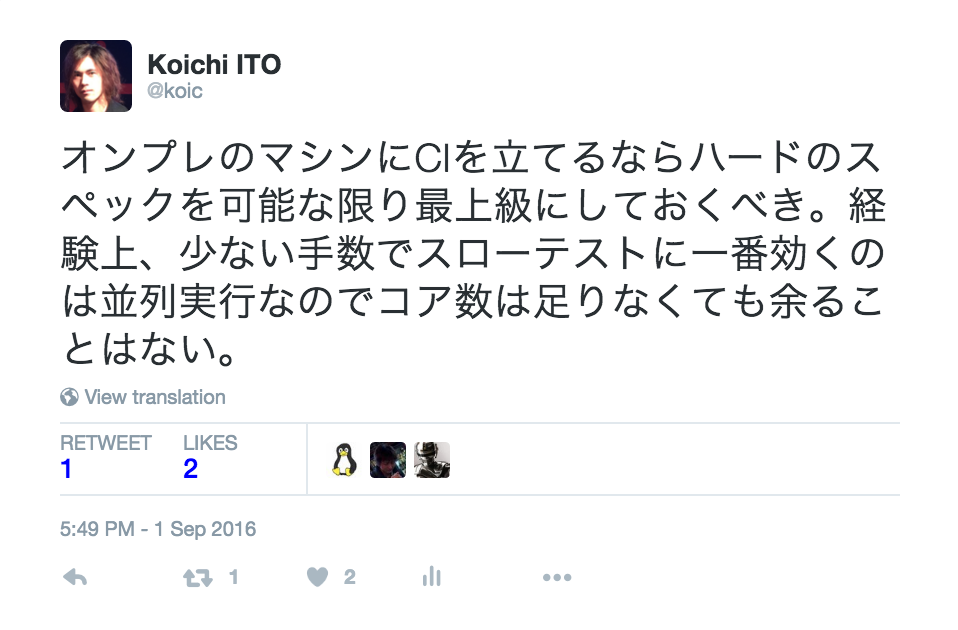 Koichi ITO
@koic
オンプレのマシンにCIを立てるならハードのス
ペックを可能な限り最上級にしておくべき。経
験上、少ない手数でスローテストに一番効くの
は並列実行なのでコア数は足りなくても余るこ
とはない。
View translation
RETWEET LIKES
1 2
5:49 PM - 1 Sep 2016
1 2